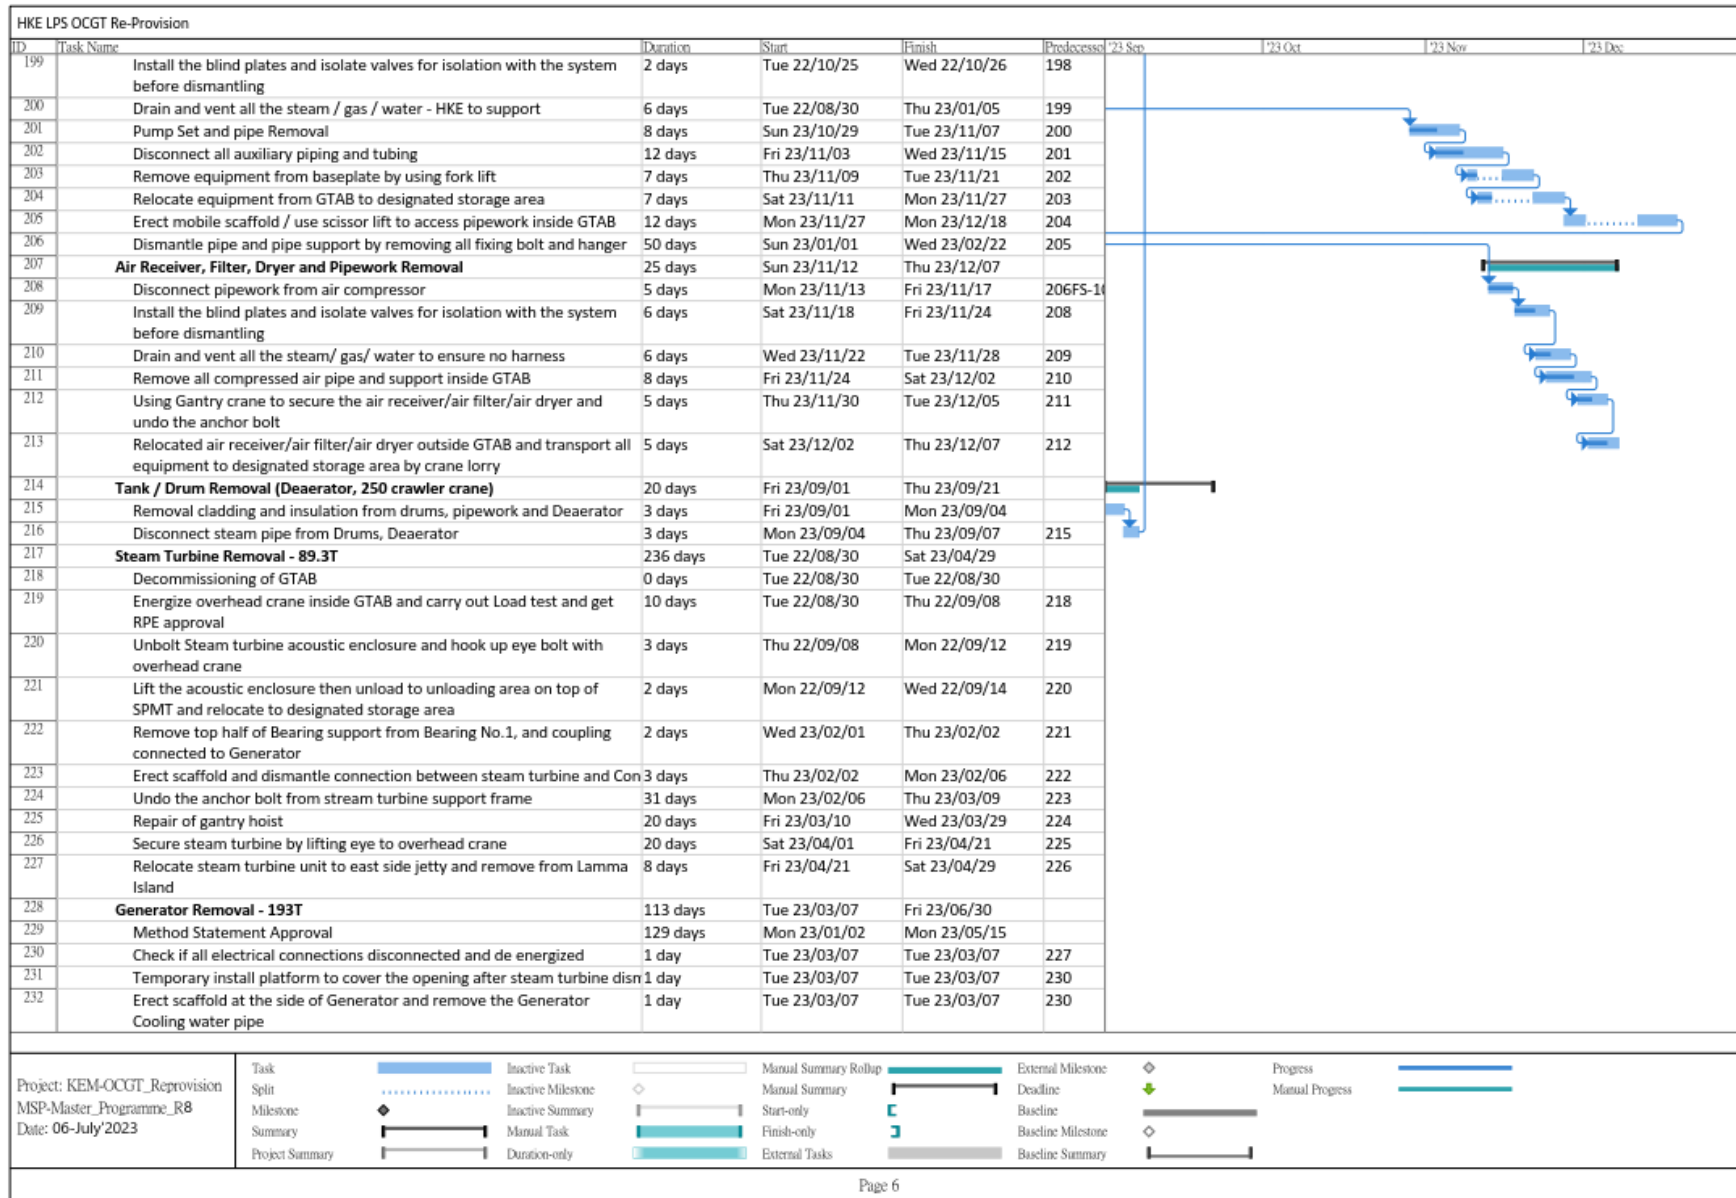 HKE LPS OCGT Re-Provision
ID Task Name Duration Start Finish Predecesso '23 Sep '23 Oct '23 Nov '23 Dec
199 Install the blind plates and isolate valves for isolation with the system 2 days Tue 22/10/25 Wed 22/10/26 198
before dismantling
200 Drain and vent all the steam / gas / water - HKE to support 6 days Tue 22/08/30 Thu 23/01/05 199
201 Pump Set and pipe Removal 8 days Sun 23/10/29 Tue 23/11/07 200
202 Disconnect all auxiliary piping and tubing 12 days Fri 23/11/03 Wed 23/11/15 201
203 Remove equipment from baseplate by using fork lift 7 days Thu 23/11/09 Tue 23/11/21 202
204 Relocate equipment from GTAB to designated storage area 7 days Sat 23/11/11 Mon 23/11/27 203
205 Erect mobile scaffold / use scissor lift to access pipework inside GTAB 12 days Mon 23/11/27 Mon 23/12/18 204
206 Dismantle pipe and pipe support by removing all fixing bolt and hanger 50 days Sun 23/01/01 Wed 23/02/22 205
207 Air Receiver, Filter, Dryer and Pipework Removal 25 days Sun 23/11/12 Thu 23/12/07
208 Disconnect pipework from air compressor 5 days Mon 23/11/13 Fri 23/11/17 206FS-1
209 Install the blind plates and isolate valves for isolation with the system 6 days Sat 23/11/18 Fri 23/11/24 208
before dismantling
210 Drain and vent all the steam/ gas/ water to ensure no harness 6 days Wed 23/11/22 Tue 23/11/28 209
211 Remove all compressed air pipe and support inside GTAB 8 days Fri 23/11/24 Sat 23/12/02 210
212 Using Gantry crane to secure the air receiver/air filter/air dryer and 5 days Thu 23/11/30 Tue 23/12/05 211
undo the anchor bolt
213 Relocated air receiver/air filter/air dryer outside GTAB and transport all 5 days Sat 23/12/02 Thu 23/12/07 212
equipment to designated storage area by crane lorry
214 Tank / Drum Removal (Deaerator, 250 crawler crane) 20 days Fri 23/09/01 Thu 23/09/21
215 Removal cladding and insulation from drums, pipework and Deaerator 3 days Fri 23/09/01 Mon 23/09/04
216 Disconnect steam pipe from Drums, Deaerator 3 days Mon 23/09/04 Thu 23/09/07 215
217 Steam Turbine Removal - 89.3T 236 days Tue 22/08/30 Sat 23/04/29
218 Decommissioning of GTAB 0 days Tue 22/08/30 Tue 22/08/30
219 Energize overhead crane inside GTAB and carry out Load test and get 10 days Tue 22/08/30 Thu 22/09/08 218
RPE approval
220 Unbolt Steam turbine acoustic enclosure and hook up eye bolt with 3 days Thu 22/09/08 Mon 22/09/12 219
overhead crane
221 Lift the acoustic enclosure then unload to unloading area on top of 2 days Mon 22/09/12 Wed 22/09/14 220
SPMT and relocate to designated storage area
222 Remove top half of Bearing support from Bearing No.1, and coupling 2 days Wed 23/02/01 Thu 23/02/02 221
connected to Generator
223 Erect scaffold and dismantle connection between steam turbine and Con 3 days Thu 23/02/02 Mon 23/02/06 222
224 Undo the anchor bolt from stream turbine support frame 31 days Mon 23/02/06 Thu 23/03/09 223
225 Repair of gantry hoist 20 days Fri 23/03/10 Wed 23/03/29 224
226 Secure steam turbine by lifting eye to overhead crane 20 days Sat 23/04/01 Fri 23/04/21 225
227 Relocate steam turbine unit to east side jetty and remove from Lamma 8 days Fri 23/04/21 Sat 23/04/29 226
Island
228 Generator Removal - 193T 113 days Tue 23/03/07 Fri 23/06/30
229 Method Statement Approval 129 days Mon 23/01/02 Mon 23/05/15
230 Check if all electrical connections disconnected and de energized 1 day Tue 23/03/07 Tue 23/03/07 227
231 Temporary install platform to cover the opening after steam turbine dism 1 day Tue 23/03/07 Tue 23/03/07 230
232 Erect scaffold at the side of Generator and remove the Generator 1 day Tue 23/03/07 Tue 23/03/07 230
Cooling water pipe
Project: KEM-OCGT_Reprovision
MSP-Master_Programme_R8
Date: 06-July'2023
Task Inactive Task Manual Summary Rollup External Milestone Progress
Split Inactive Milestone Manual Summary Deadline Manual Progress
Milestone Inactive Summary Start-only Baseline
Summary Manual Task Finish-only Baseline Milestone
Project Summary Duration-only External Tasks Baseline Summary
Page 6